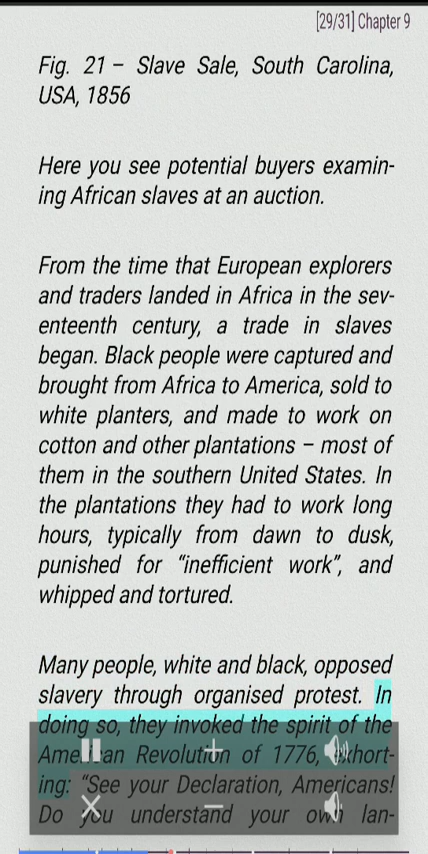 [29/31] Chapter 9
Fig. 21 – Slave Sale, South Carolina,
USA, 1856
Here you see potential buyers examin-
ing African slaves at an auction.
From the time that European explorers
and traders landed in Africa in the sev-
enteenth century, a trade in slaves
began. Black people were captured and
brought from Africa to America, sold to
white planters, and made to work on
cotton and other plantations – most of
them in the southern United States. In
the plantations they had to work long
hours, typically from dawn to dusk,
punished for “inefficient work”, and
whipped and tortured.
Many people, white and black, opposed
slavery through organised protest. In
doing so, they invoked the spirit of the
American Revolution of 1776, exhort-
ing: “See your Declaration, Americans!
Do you understand your own lan-